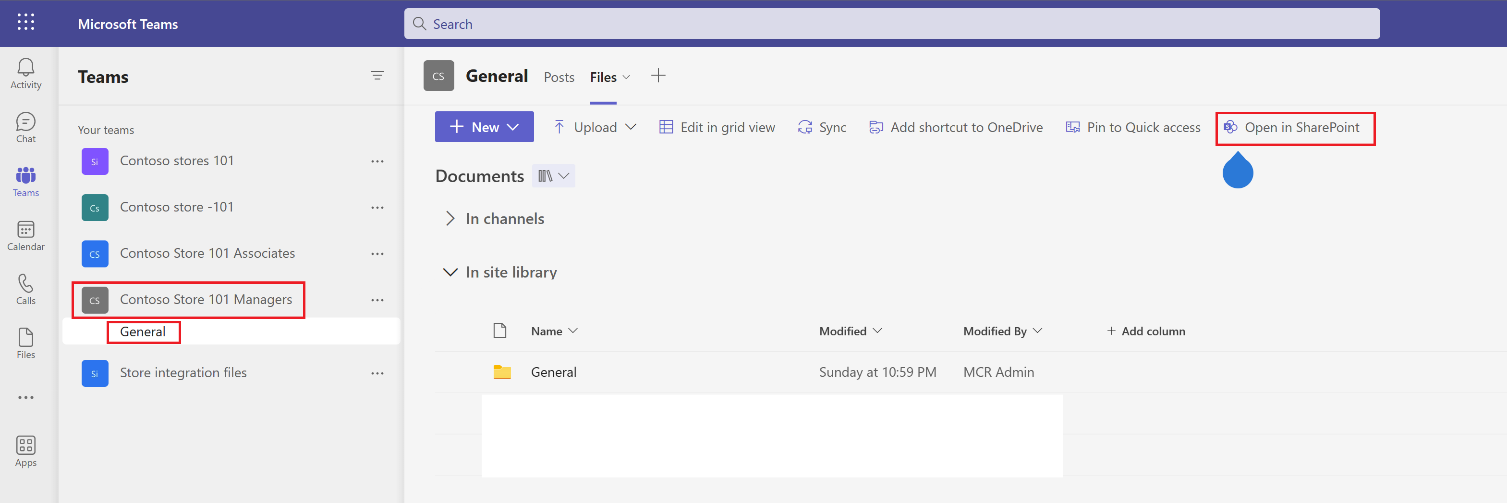 Microsoft Teams
Search
Activity
Chat
Teams
Calendar
Calls
Files
Apps
Teams
Your teams
Si Contoso stores 101
Cs Contoso store -101
CS Contoso Store 101 Associates
CS Contoso Store 101 Managers
General
Si Store integration files
CS General Posts Files
New Upload Edit in grid view Sync Add shortcut to OneDrive Pin to Quick access Open in SharePoint
Documents
In channels
In site library
Name Modified Modified By + Add column
General Sunday at 10:59 PM MCR Admin